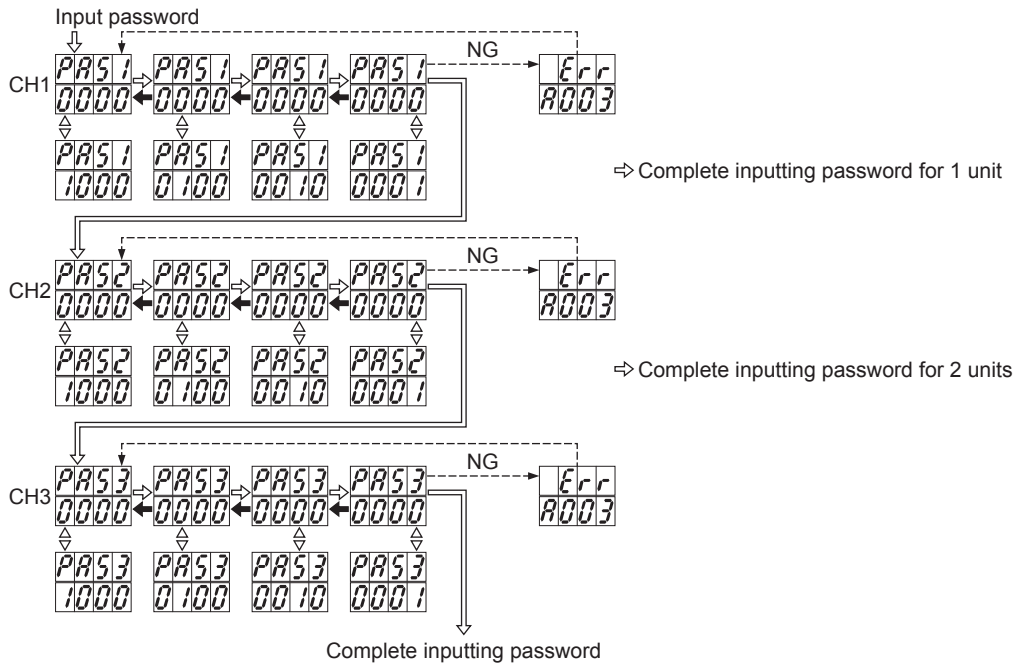 Input password
NG
CH1
PAS1 PAS1 PAS1 PAS1 Err
0000 0000 0000 0000 A003
PAS1 PAS1 PAS1 PAS1
1000 0100 0010 0001
Complete inputting password for 1 unit
NG
CH2
PAS2 PAS2 PAS2 PAS2 Err
0000 0000 0000 0000 A003
PAS2 PAS2 PAS2 PAS2
1000 0100 0010 0001
Complete inputting password for 2 units
NG
CH3
PAS3 PAS3 PAS3 PAS3 Err
0000 0000 0000 0000 A003
PAS3 PAS3 PAS3 PAS3
1000 0100 0010 0001
Complete inputting password